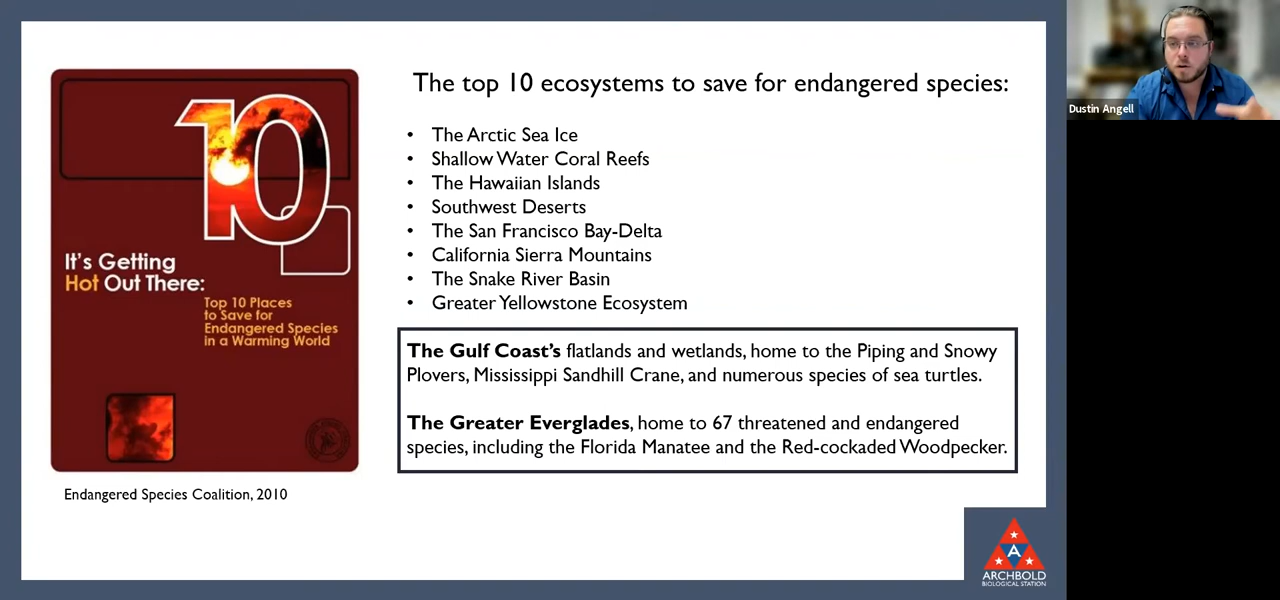 10
It's Getting
Hot Out There:
Top 10 Places
to Save for
Endangered Species
in a Warming World
Endangered Species Coalition, 2010
The top 10 ecosystems to save for endangered species:
• The Arctic Sea Ice
• Shallow Water Coral Reefs
• The Hawaiian Islands
• Southwest Deserts
• The San Francisco Bay-Delta
• California Sierra Mountains
• The Snake River Basin
• Greater Yellowstone Ecosystem
The Gulf Coast's flatlands and wetlands, home to the Piping and Snowy
Plovers, Mississippi Sandhill Crane, and numerous species of sea turtles.
The Greater Everglades, home to 67 threatened and endangered
species, including the Florida Manatee and the Red-cockaded Woodpecker.
A
ARCHBOLD
BIOLOGICAL STATION
Dustin Angell